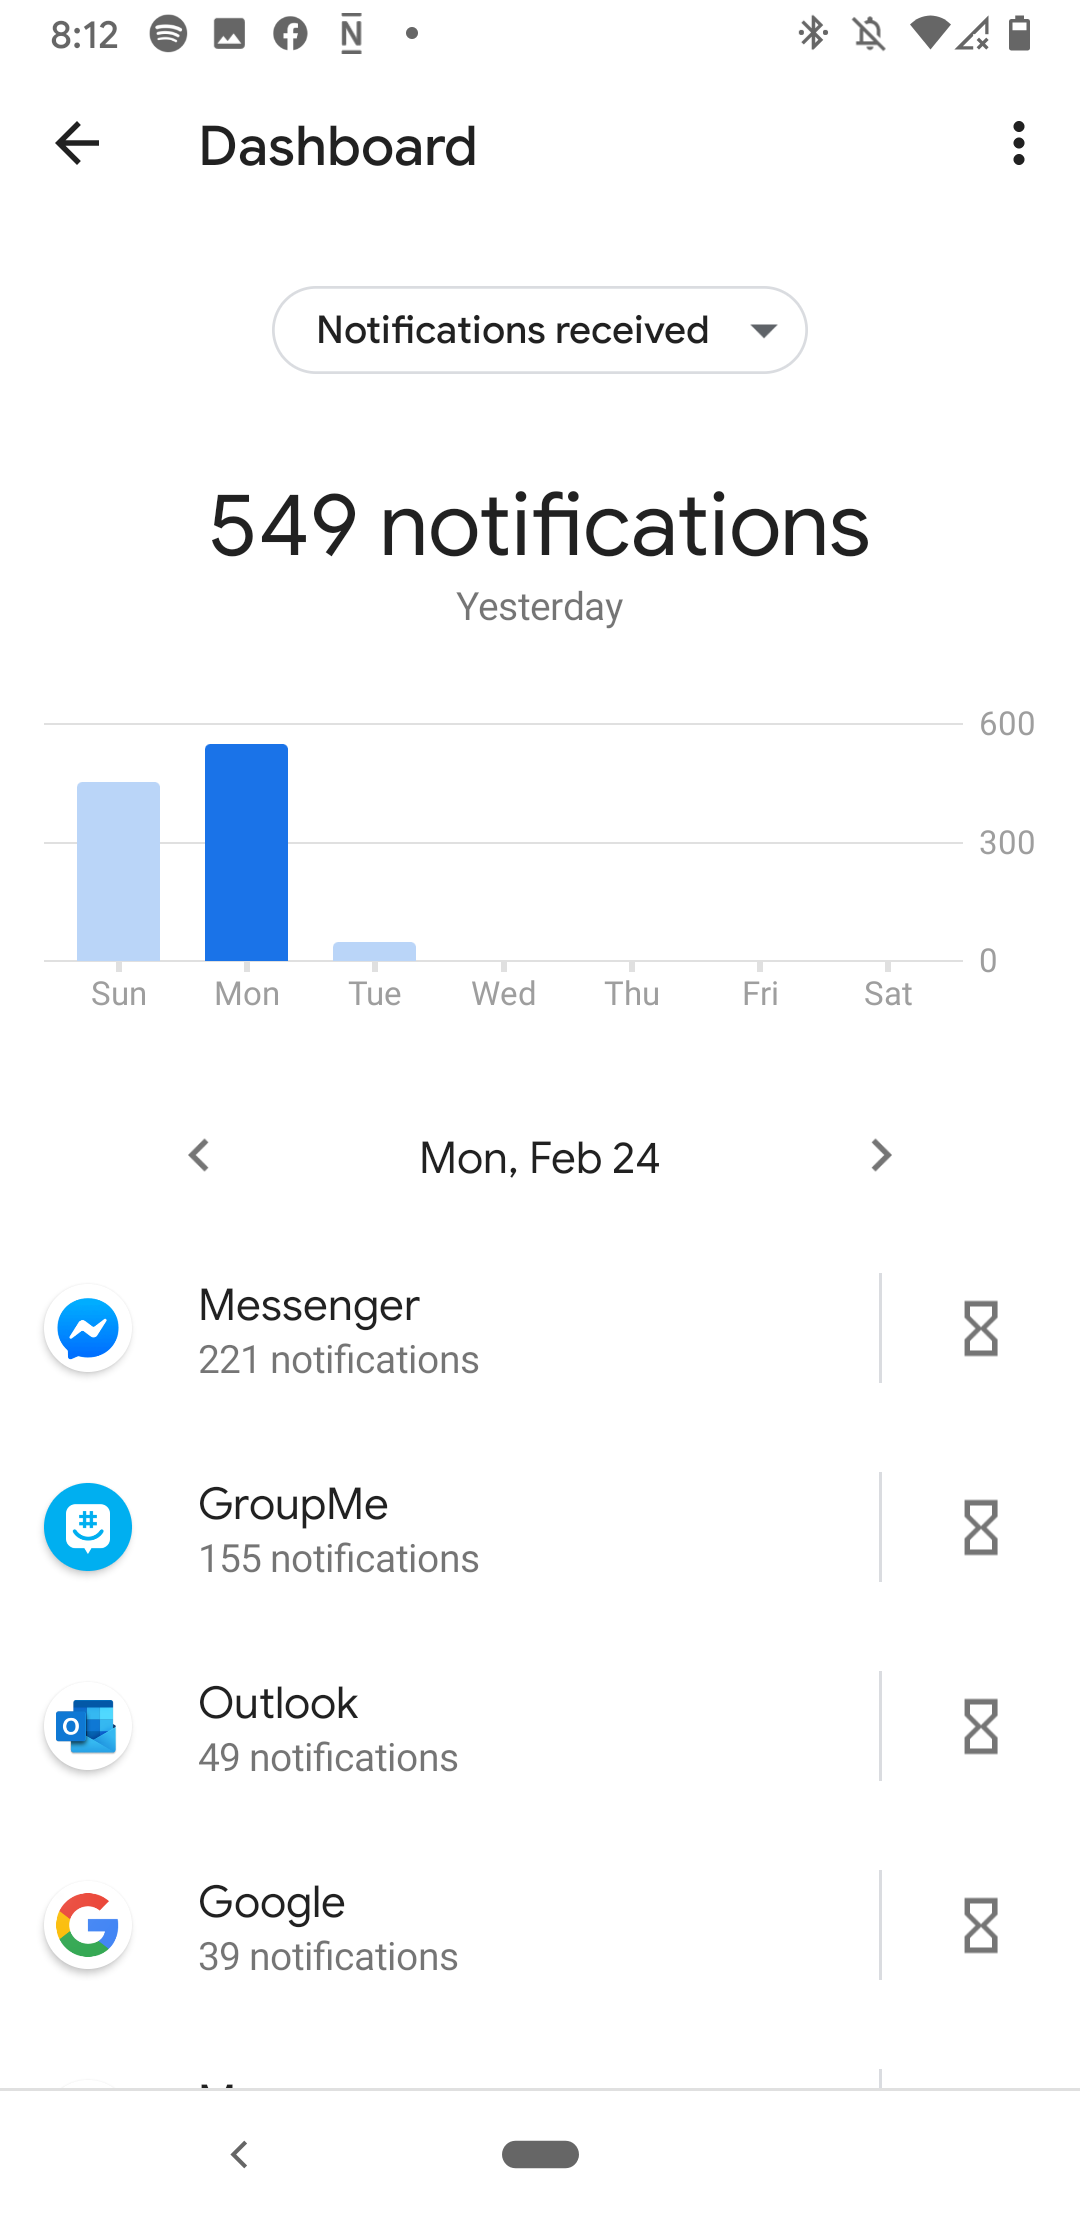 8:12
Dashboard
Notifications received
549 notifications
Yesterday
600
300
0
Sun Mon Tue Wed Thu Fri Sat
Mon, Feb 24
Messenger
221 notifications
GroupMe
155 notifications
Outlook
49 notifications
Google
39 notifications